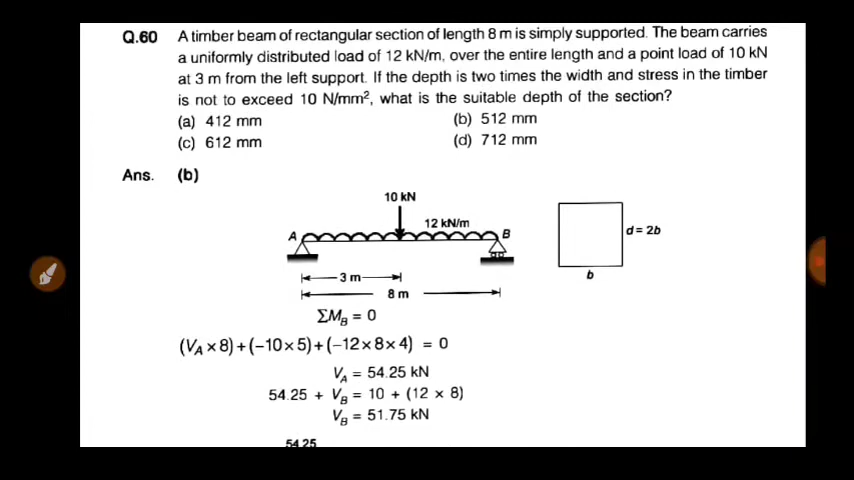 Q.60 A timber beam of rectangular section of length 8 m is simply supported. The beam carries
a uniformly distributed load of 12 kN/m, over the entire length and a point load of 10 kN
at 3 m from the left support. If the depth is two times the width and stress in the timber
is not to exceed 10 N/mm², what is the suitable depth of the section?
(a) 412 mm (b) 512 mm
(c) 612 mm (d) 712 mm
Ans. (b)
10 kN
12 kN/m
A B
d = 2b
3 m
b
8 m
ΣM_B = 0
(V_A × 8) + (−10 × 5) + (−12 × 8 × 4) = 0
V_A = 54.25 kN
54.25 + V_B = 10 + (12 × 8)
V_B = 51.75 kN
54.25